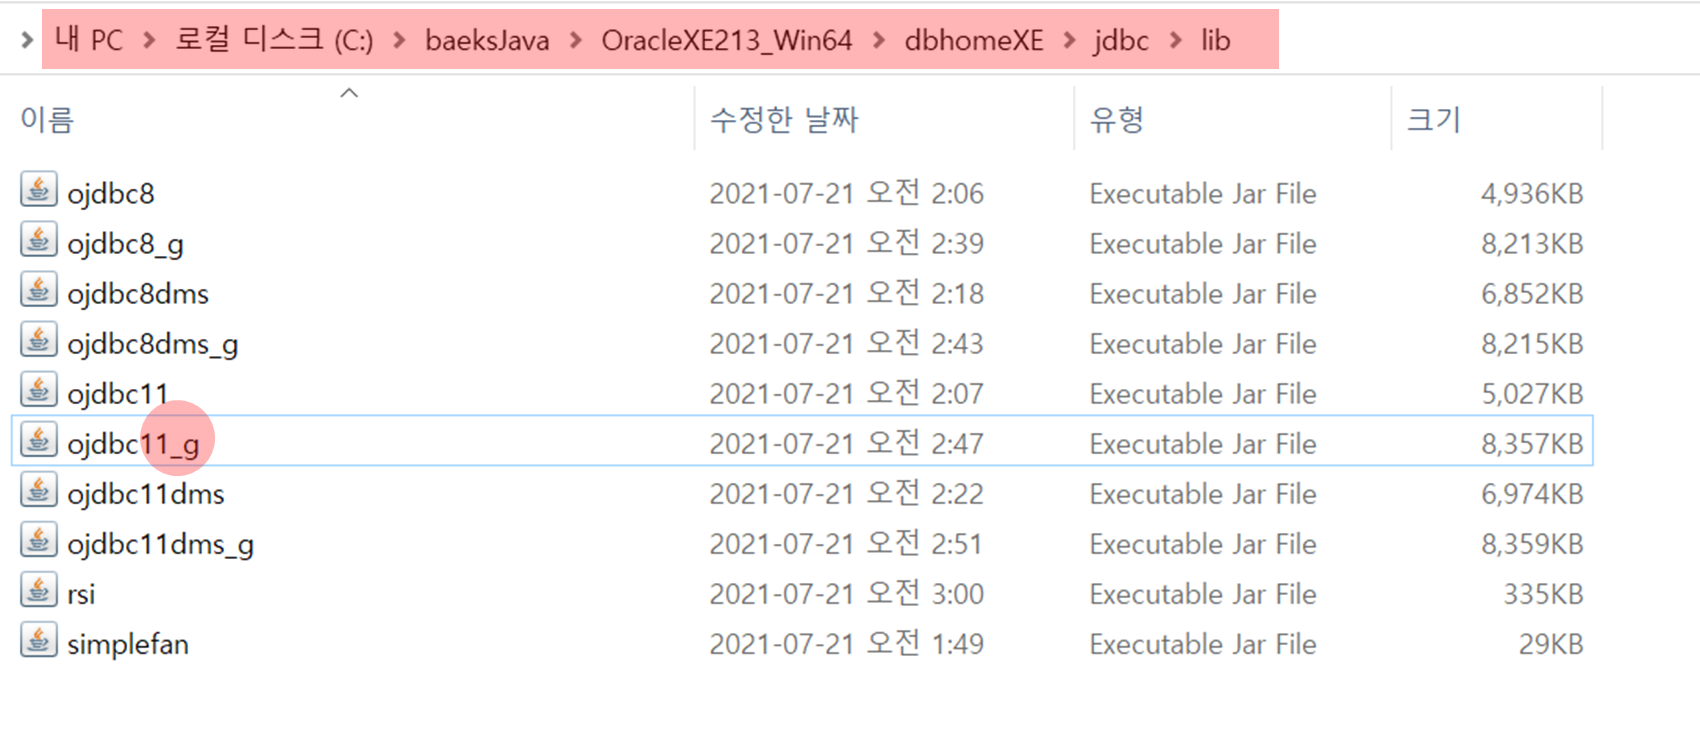 내 PC > 로컬 디스크 (C:) > baeksJava > OracleXE213_Win64 > dbhomeXE > jdbc > lib
이름 수정한 날짜 유형 크기
ojdbc8 2021-07-21 오전 2:06 Executable Jar File 4,936KB
ojdbc8_g 2021-07-21 오전 2:39 Executable Jar File 8,213KB
ojdbc8dms 2021-07-21 오전 2:18 Executable Jar File 6,852KB
ojdbc8dms_g 2021-07-21 오전 2:43 Executable Jar File 8,215KB
ojdbc11 2021-07-21 오전 2:07 Executable Jar File 5,027KB
ojdbc11_g 2021-07-21 오전 2:47 Executable Jar File 8,357KB
ojdbc11dms 2021-07-21 오전 2:22 Executable Jar File 6,974KB
ojdbc11dms_g 2021-07-21 오전 2:51 Executable Jar File 8,359KB
rsi 2021-07-21 오전 3:00 Executable Jar File 335KB
simplefan 2021-07-21 오전 1:49 Executable Jar File 29KB